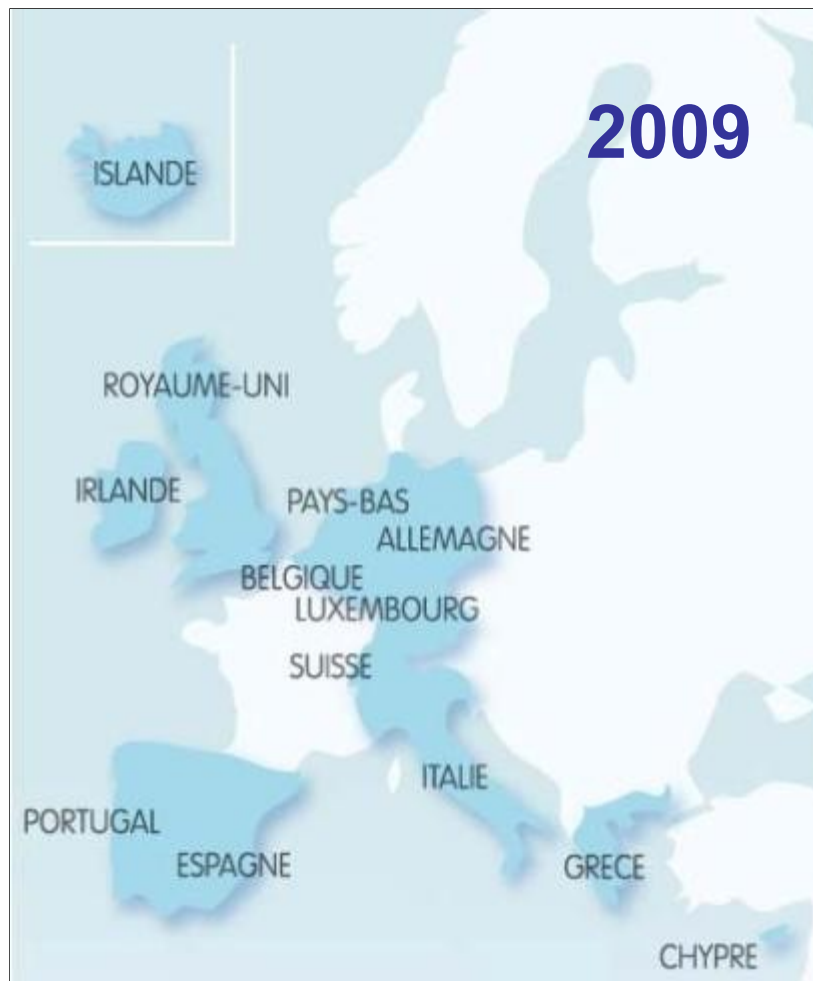 2009
ISLANDE
ROYAUME-UNI
IRLANDE
PAYS-BAS
ALLEMAGNE
BELGIQUE
LUXEMBOURG
SUISSE
ITALIE
PORTUGAL
ESPAGNE
GRECE
CHYPRE